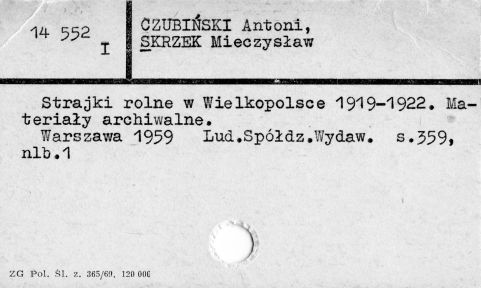 14 552
I
CZUBIŃSKI Antoni,
SKRZEK Mieczysław
Strajki rolne w Wielkopolsce 1919-1922. Ma-
teriały archiwalne.
Warszawa 1959 Lud.Spółdz.Wydaw. s.359,
nlb.1
ZG Pol. Śl. z. 365/69, 120 000